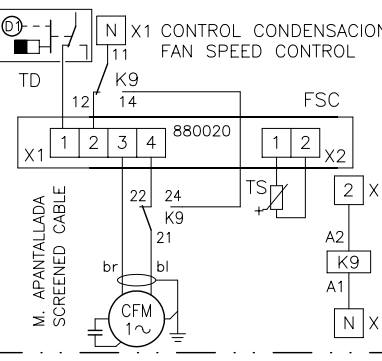 D1
N X1 CONTROL CONDENSACION
FAN SPEED CONTROL
11
TD
K9
12 14
FSC
880020
1 2 3 4
1 2
X1
X2
TS
+
22 24
K9
21
2 X
A2
K9
A1
N X
M. APANTALLADA
SCREENED CABLE
br bl
CFM
1~